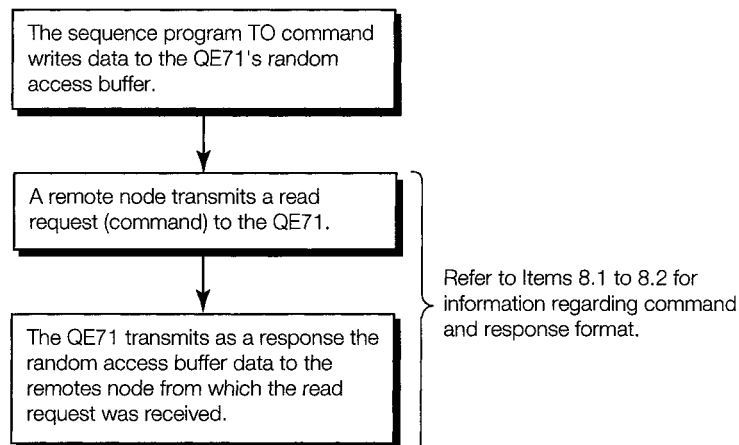 The sequence program TO command
writes data to the QE71's random
access buffer.
A remote node transmits a read
request (command) to the QE71.
Refer to Items 8.1 to 8.2 for
information regarding command
and response format.
The QE71 transmits as a response the
random access buffer data to the
remotes node from which the read
request was received.